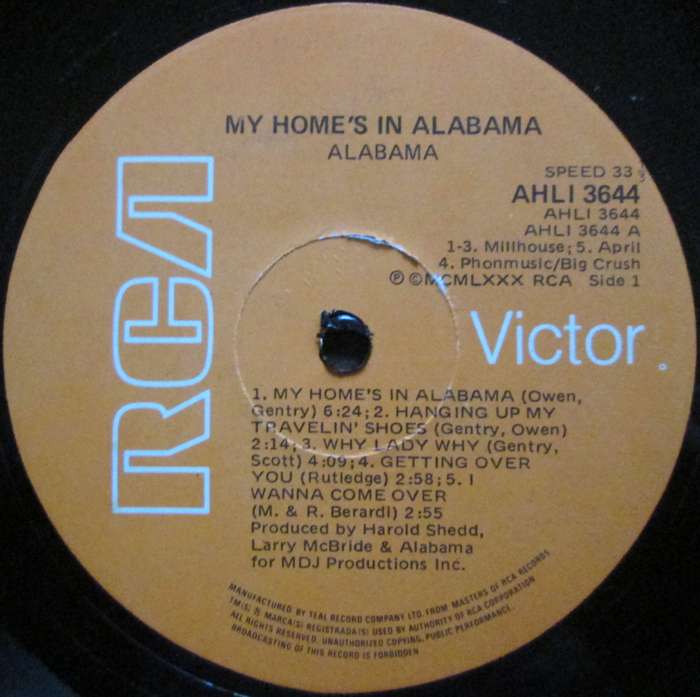 MY HOME'S IN ALABAMA
ALABAMA
SPEED 33 1/3
AHLI 3644
AHLI 3644
AHLI 3644 A
1-3. Millhouse; 5. April
4. Phonmusic/Big Crush
℗ ©MCMLXXX RCA Side 1
RCA
Victor
1. MY HOME'S IN ALABAMA (Owen,
Gentry) 6:24; 2. HANGING UP MY
TRAVELIN' SHOES (Gentry, Owen)
2:14; 3. WHY LADY WHY (Gentry,
Scott) 4:09; 4. GETTING OVER
YOU (Rutledge) 2:58; 5. I
WANNA COME OVER
(M. & R. Berardi) 2:55
Produced by Harold Shedd,
Larry McBride & Alabama
for MDJ Productions Inc.
MANUFACTURED BY TEAL RECORD COMPANY LTD. FROM MASTERS OF RCA RECORDS
TM(S) ® MARCA(S) REGISTRADA(S) USED BY AUTHORITY OF RCA CORPORATION
ALL RIGHTS RESERVED. UNAUTHORIZED COPYING, PUBLIC PERFORMANCE,
BROADCASTING OF THIS RECORD IS FORBIDDEN